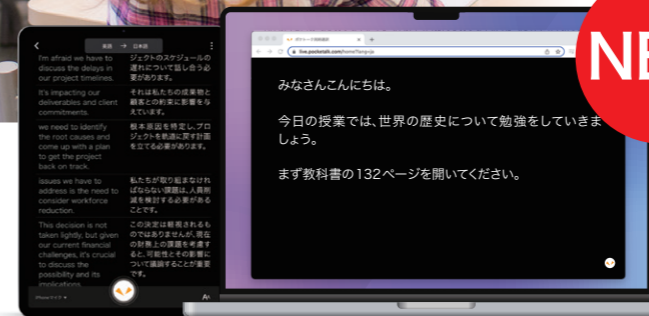 英語 → 日本語
I'm afraid we have to
discuss the delays in
our project timelines.
ジェクトのスケジュールの
遅れについて話し合う必
要があります。
It's impacting our
deliverables and client
commitments.
それは私たちの成果物と
顧客との約束に影響を与
えています。
we need to identify
the root causes and
come up with a plan
to get the project
back on track.
根本原因を特定し、プロ
ジェクトを軌道に戻す計画
を立てる必要があります。
issues we have to
address is the need to
consider workforce
reduction.
私たちが取り組まなけれ
ばならない課題は、人員削
減を検討する必要がある
ことです。
This decision is not
taken lightly, but given
our current financial
challenges, it's crucial
to discuss the
possibility and its
implications
この決定は軽視されるも
のではありませんが、現在
の財務上の課題を考慮す
ると、可能性とその影響に
ついて議論することが重要
です。
iPhoneマイク
live.pocketalk.com/home?lang=ja
みなさんこんにちは。
今日の授業では、世界の歴史について勉強をしていきま
しょう。
まず教科書の132ページを開いてください。